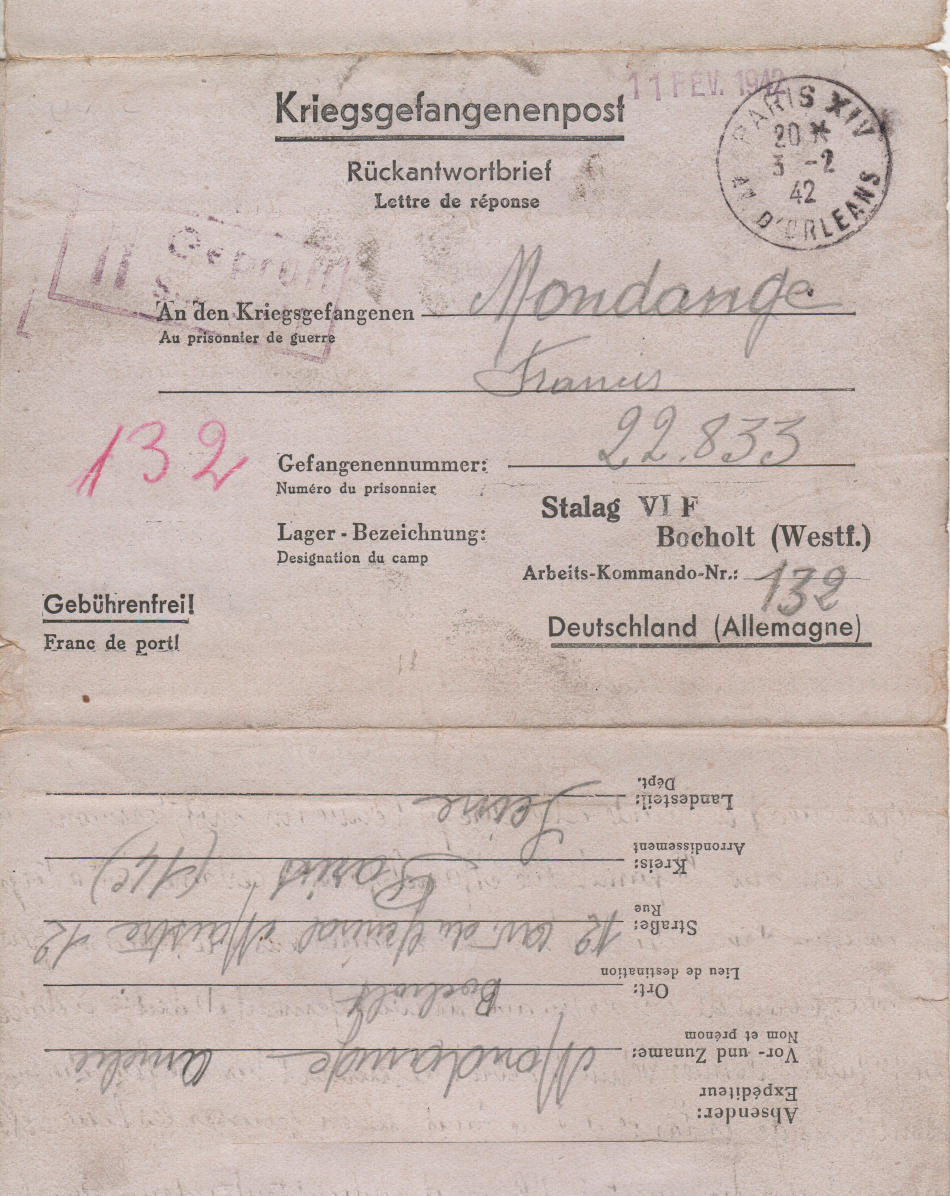 11 FEV. 1942
Kriegsgefangenenpost
PARIS XIV
20 *
3 -2
42
AV. D'ORLEANS
Rückantwortbrief
Lettre de réponse
Geprüft
An den Kriegsgefangenen Mondange
Au prisonnier de guerre
Francis
132
Gefangenennummer: 22.833
Numéro du prisonnier
Stalag VI F
Lager - Bezeichnung: Bocholt (Westf.)
Designation du camp
Arbeits-Kommando-Nr.: 132
Gebührenfrei!
Franc de port!
Deutschland (Allemagne)
Absender:
Expéditeur
Vor- und Zuname: Mondange Amélie
Nom et prénom
Ort: Bocholt
Lieu de destination
Straße: 12 av. du Général Maistre 12
Rue
Kreis: Paris (14e)
Arrondissement
Landesteil: Seine
Dépt.